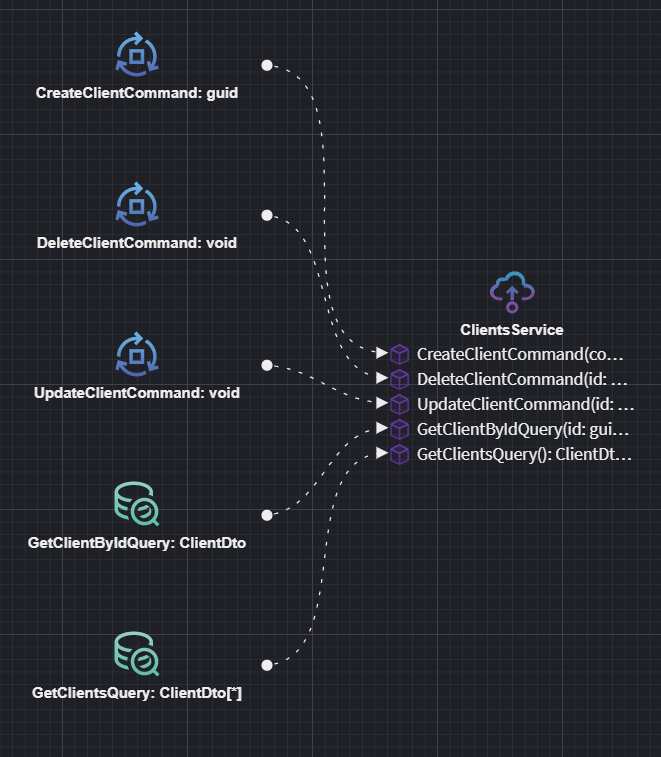 CreateClientCommand: guid
DeleteClientCommand: void
UpdateClientCommand: void
GetClientByIdQuery: ClientDto
GetClientsQuery: ClientDto[*]
ClientsService
CreateClientCommand(co...
DeleteClientCommand(id: ...
UpdateClientCommand(id: ...
GetClientByIdQuery(id: gui...
GetClientsQuery(): ClientDt...